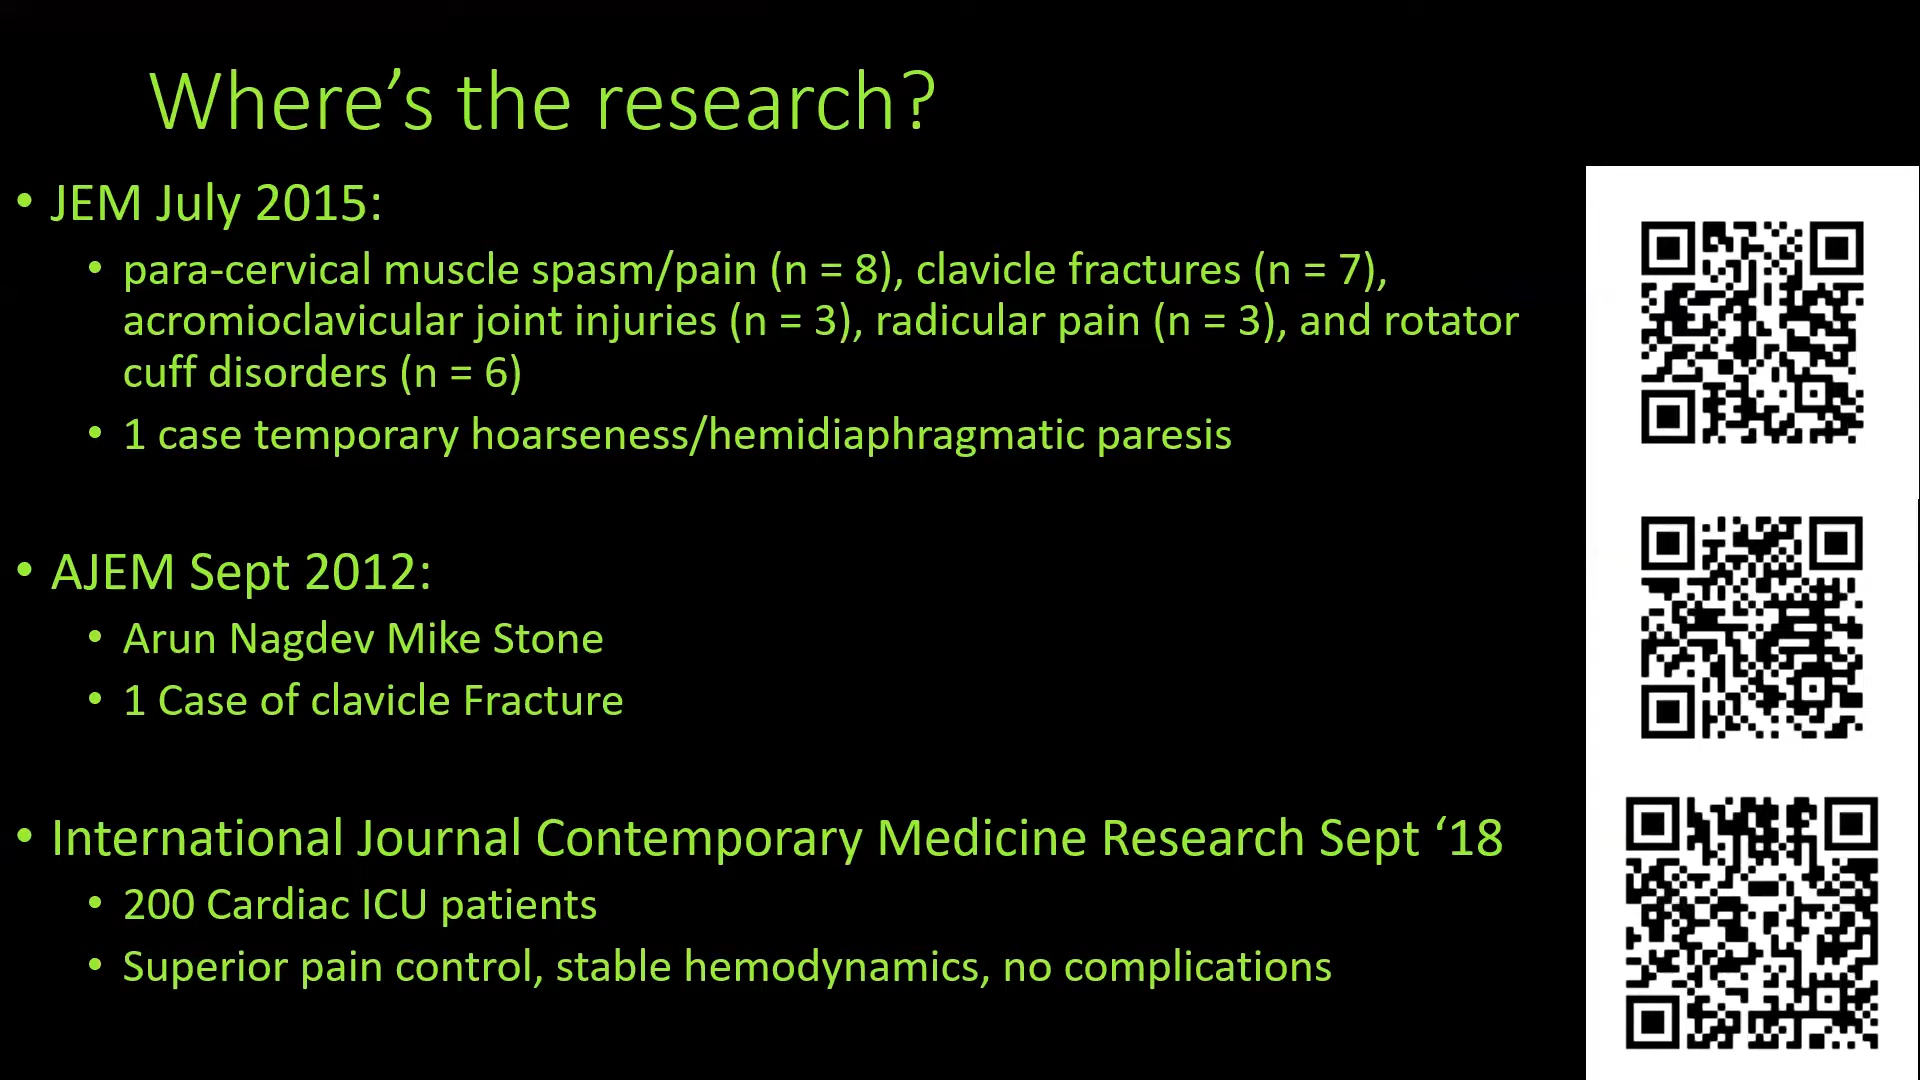 Where’s the research?
• JEM July 2015:
• para-cervical muscle spasm/pain (n = 8), clavicle fractures (n = 7),
acromioclavicular joint injuries (n = 3), radicular pain (n = 3), and rotator
cuff disorders (n = 6)
• 1 case temporary hoarseness/hemidiaphragmatic paresis
• AJEM Sept 2012:
• Arun Nagdev Mike Stone
• 1 Case of clavicle Fracture
• International Journal Contemporary Medicine Research Sept ‘18
• 200 Cardiac ICU patients
• Superior pain control, stable hemodynamics, no complications